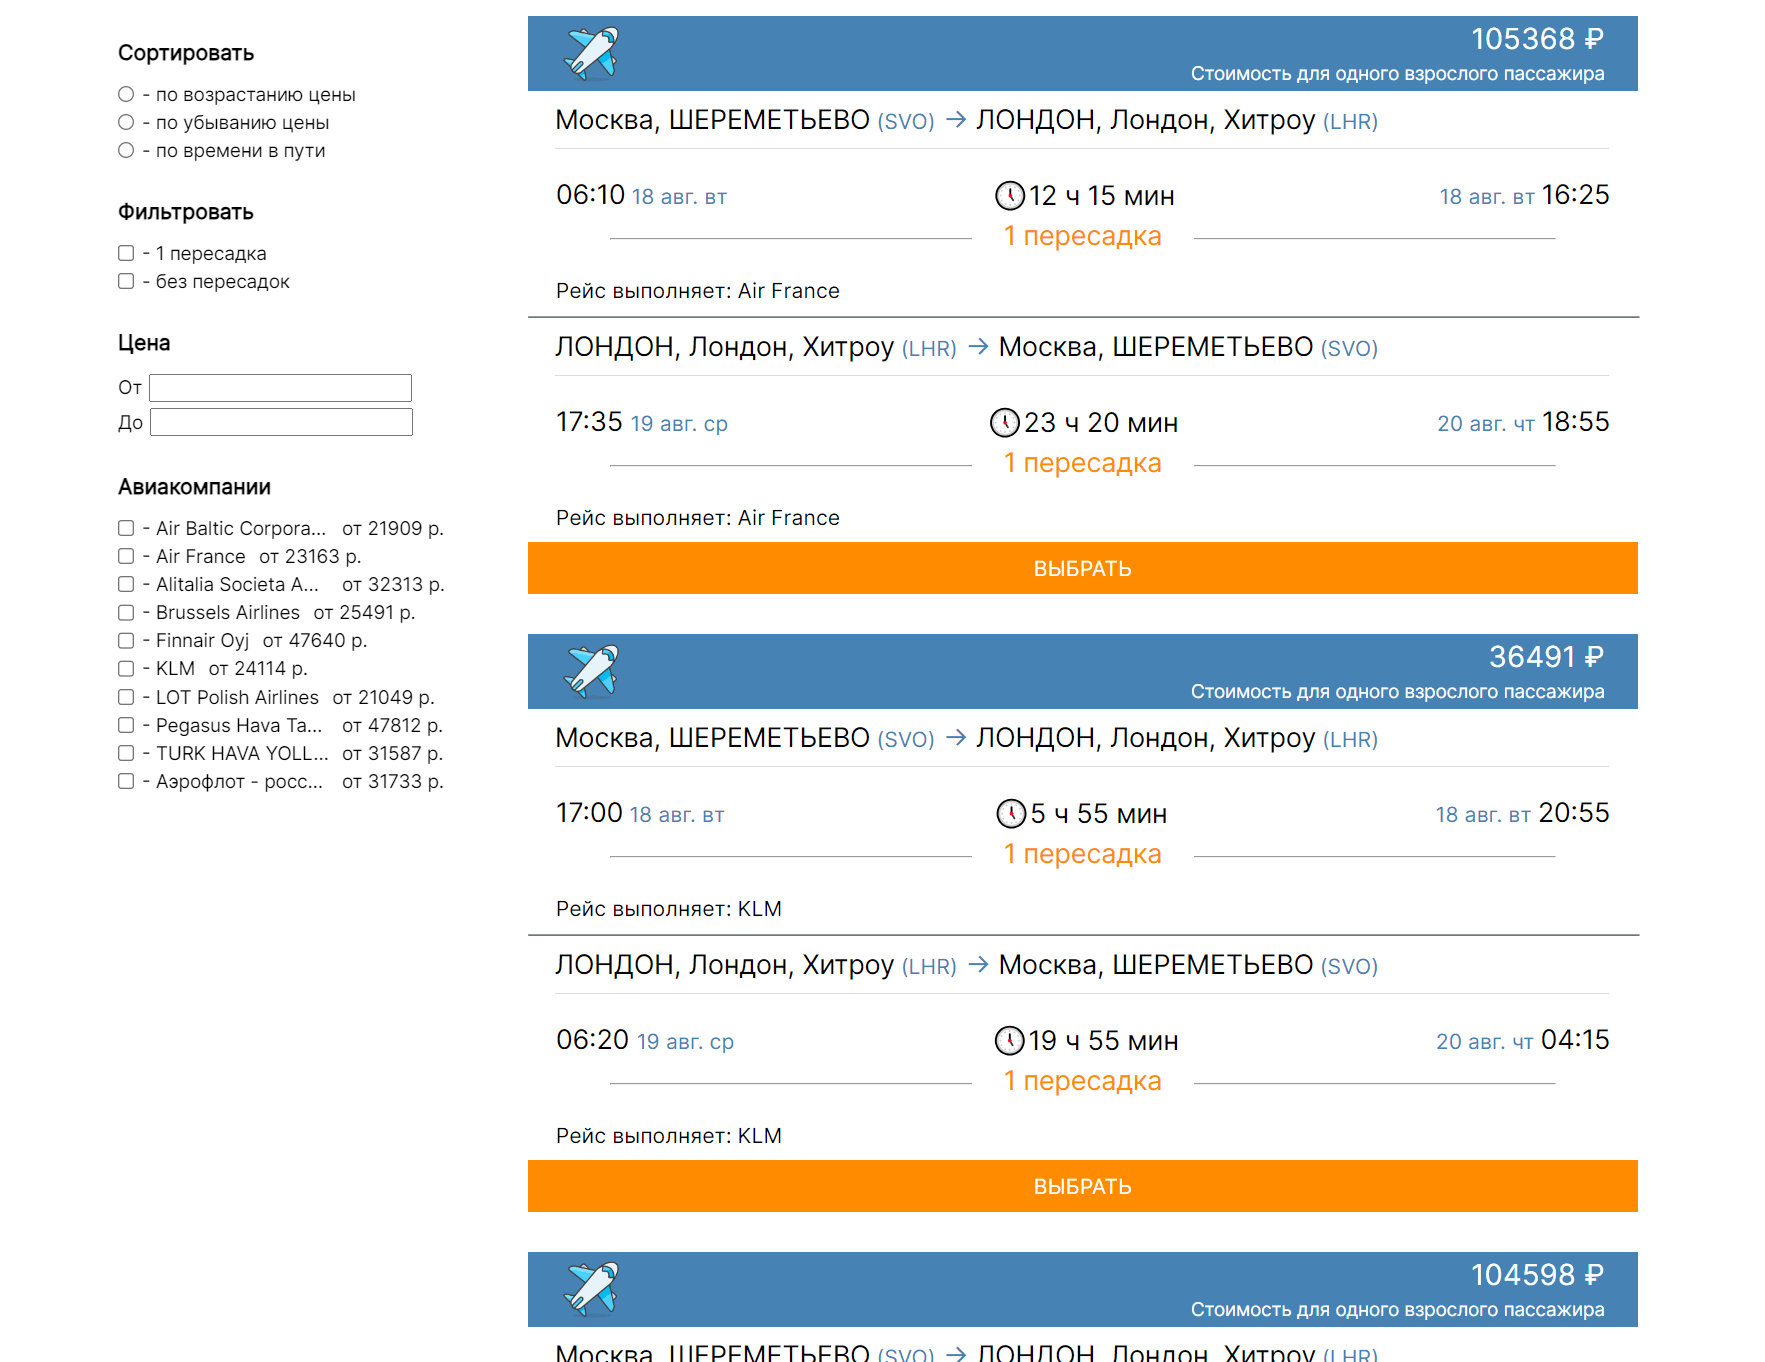 Сортировать
- по возрастанию цены
- по убыванию цены
- по времени в пути
Фильтровать
- 1 пересадка
- без пересадок
Цена
От
До
Авиакомпании
- Air Baltic Corpora... от 21909 р.
- Air France от 23163 р.
- Alitalia Societa A... от 32313 р.
- Brussels Airlines от 25491 р.
- Finnair Oyj от 47640 р.
- KLM от 24114 р.
- LOT Polish Airlines от 21049 р.
- Pegasus Hava Ta... от 47812 р.
- TURK HAVA YOLL... от 31587 р.
- Аэрофлот - росс... от 31733 р.
105368 ₽
Стоимость для одного взрослого пассажира
Москва, ШЕРЕМЕТЬЕВО (SVO) → ЛОНДОН, Лондон, Хитроу (LHR)
06:10 18 авг. вт 12 ч 15 мин 18 авг. вт 16:25
1 пересадка
Рейс выполняет: Air France
ЛОНДОН, Лондон, Хитроу (LHR) → Москва, ШЕРЕМЕТЬЕВО (SVO)
17:35 19 авг. ср 23 ч 20 мин 20 авг. чт 18:55
1 пересадка
Рейс выполняет: Air France
ВЫБРАТЬ
36491 ₽
Стоимость для одного взрослого пассажира
Москва, ШЕРЕМЕТЬЕВО (SVO) → ЛОНДОН, Лондон, Хитроу (LHR)
17:00 18 авг. вт 5 ч 55 мин 18 авг. вт 20:55
1 пересадка
Рейс выполняет: KLM
ЛОНДОН, Лондон, Хитроу (LHR) → Москва, ШЕРЕМЕТЬЕВО (SVO)
06:20 19 авг. ср 19 ч 55 мин 20 авг. чт 04:15
1 пересадка
Рейс выполняет: KLM
ВЫБРАТЬ
104598 ₽
Стоимость для одного взрослого пассажира
Москва, ШЕРЕМЕТЬЕВО (SVO) → ЛОНДОН, Лондон, Хитроу (LHR)